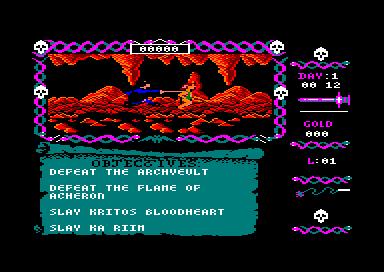 00000
DAY:1
00 12
GOLD
000
L:01
OBJECTIVES
DEFEAT THE ARCHVEULT
DEFEAT THE FLAME OF
ACHERON
SLAY KRITOS BLOODHEART
SLAY KA RIIM